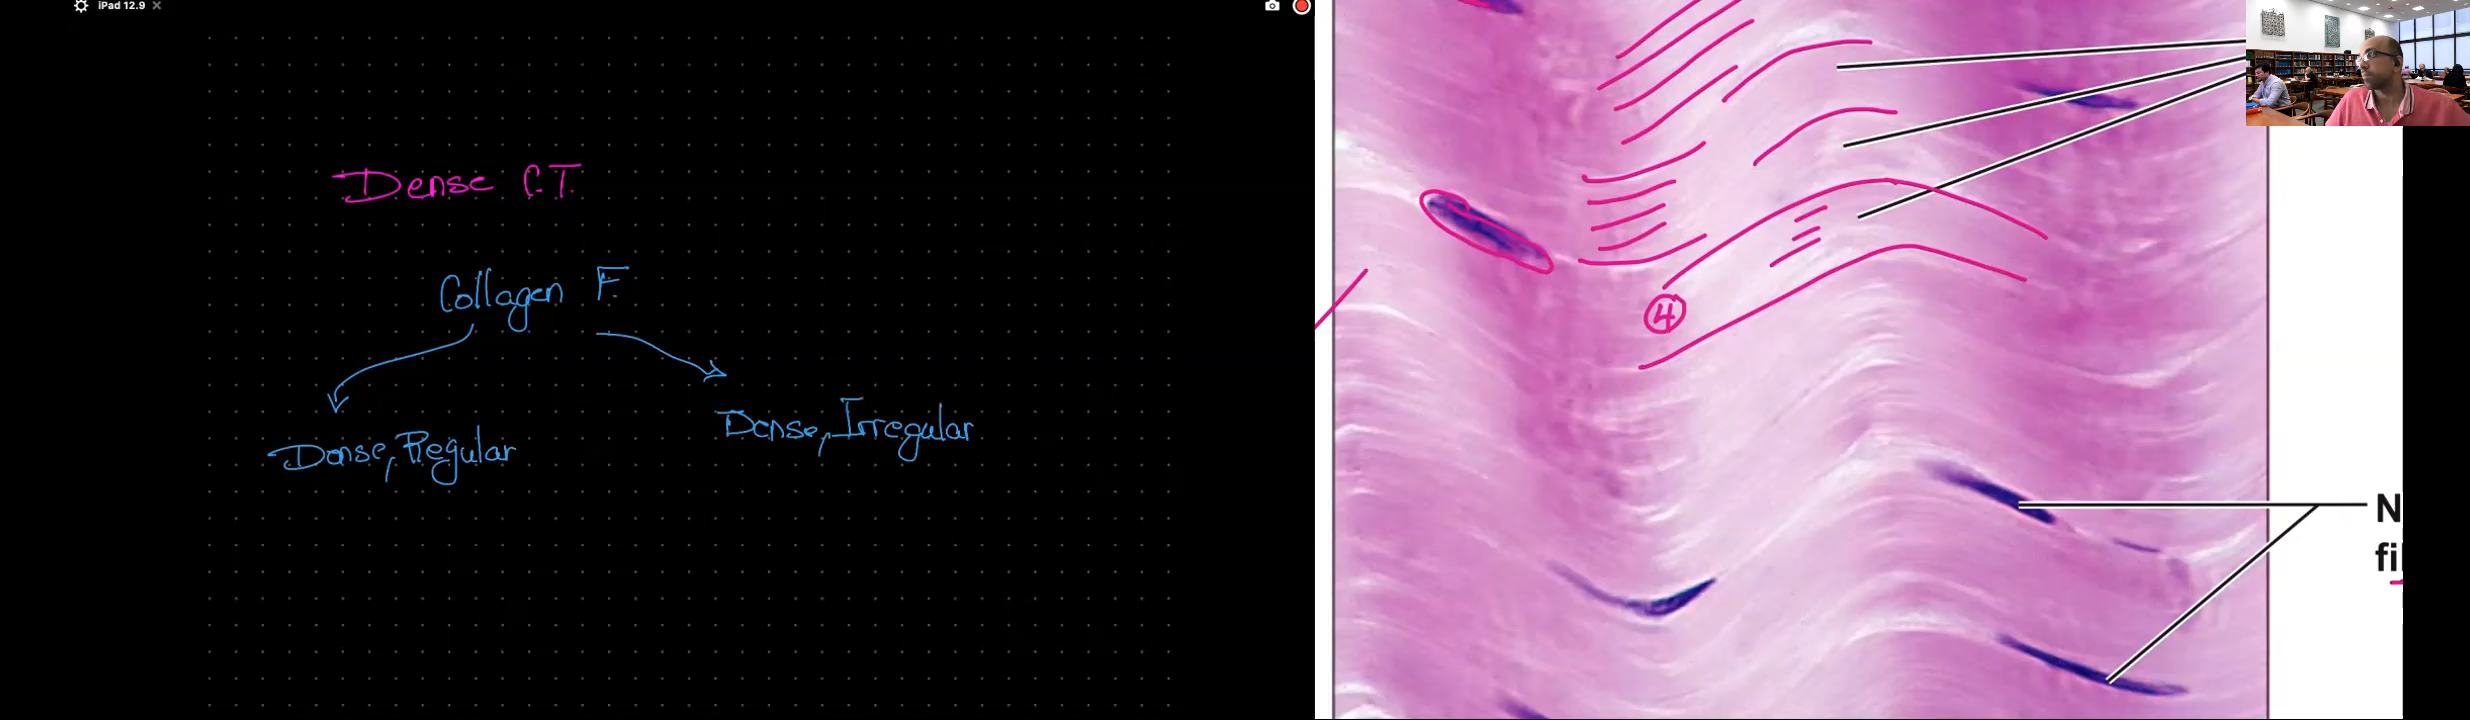 iPad 12.9
Dense C.T.
Collagen F.
Dense, Regular
Dense, Irregular
4
N
fi